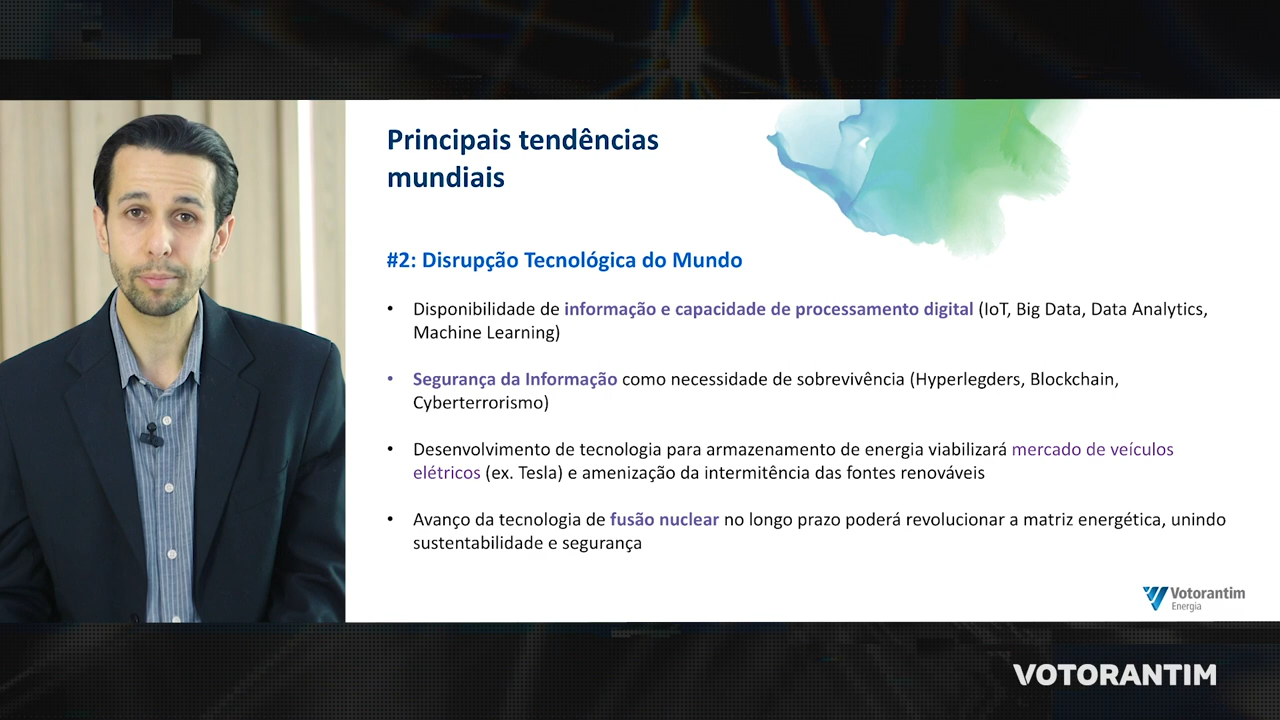 Principais tendências
mundiais
#2: Disrupção Tecnológica do Mundo
• Disponibilidade de informação e capacidade de processamento digital (IoT, Big Data, Data Analytics,
Machine Learning)
• Segurança da Informação como necessidade de sobrevivência (Hyperlegders, Blockchain,
Cyberterrorismo)
• Desenvolvimento de tecnologia para armazenamento de energia viabilizará mercado de veículos
elétricos (ex. Tesla) e amenização da intermitência das fontes renováveis
• Avanço da tecnologia de fusão nuclear no longo prazo poderá revolucionar a matriz energética, unindo
sustentabilidade e segurança
Votorantim
Energia
VOTORANTIM